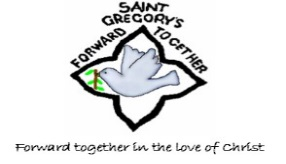 SAINT
GREGORY'S
FORWARD TOGETHER
Forward together in the love of Christ